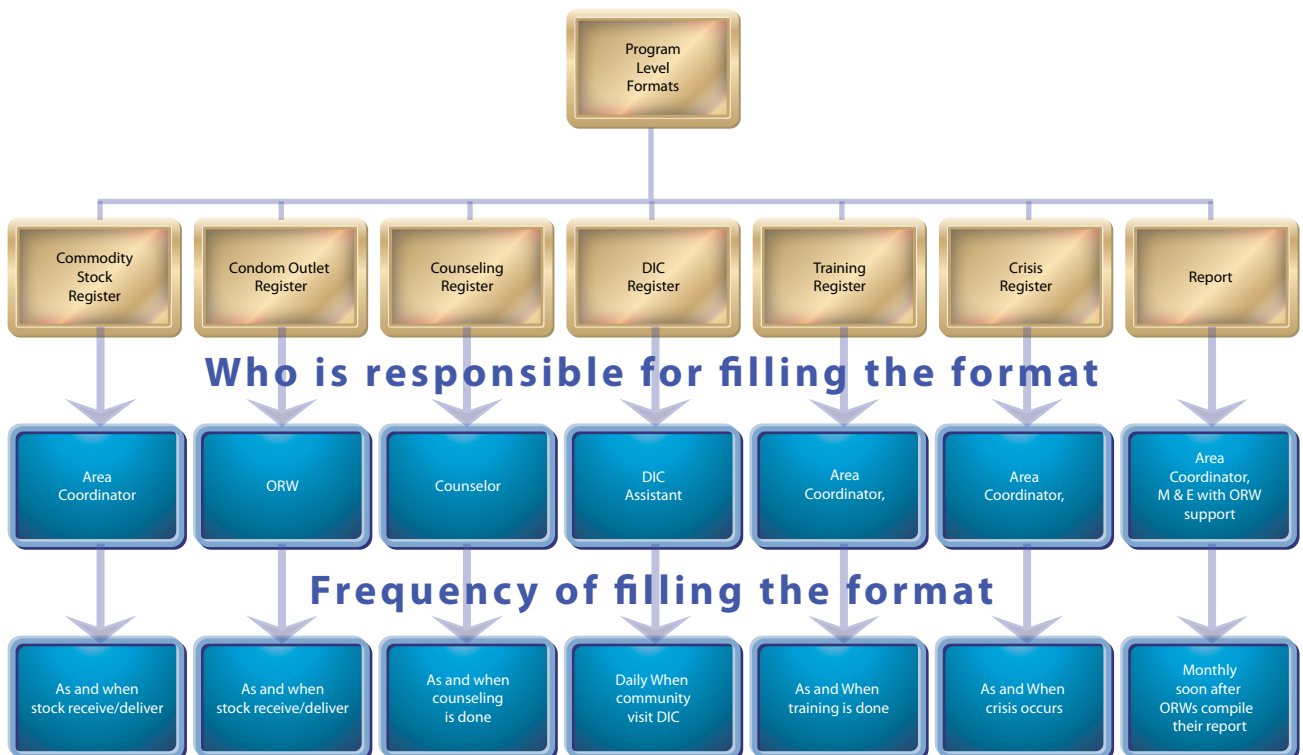 Program
Level
Formats
Commodity
Stock
Register
Condom Outlet
Register
Counseling
Register
DIC
Register
Training
Register
Crisis
Register
Report
Who is responsible for filling the format
Area
Coordinator
ORW
Counselor
DIC
Assistant
Area
Coordinator,
Area
Coordinator,
Area
Coordinator,
M & E with ORW
support
Frequency of filling the format
As and when
stock receive/deliver
As and when
stock receive/deliver
As and when
counseling
is done
Daily When
community
visit DIC
As and When
training is done
As and When
crisis occurs
Monthly
soon after
ORWs compile
their report